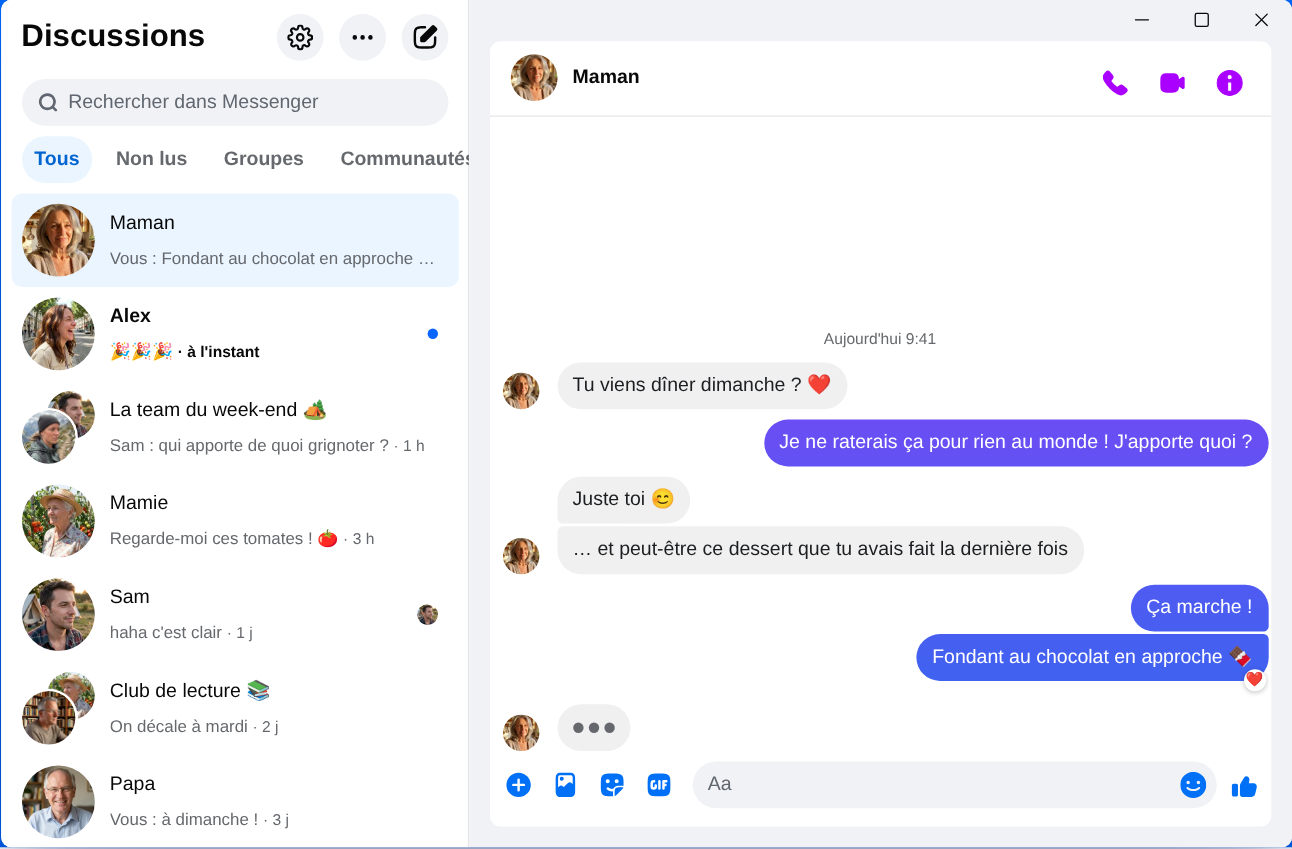 Discussions
Rechercher dans Messenger
Tous Non lus Groupes Communautés
Maman
Vous : Fondant au chocolat en approche …
Alex
🎉🎉🎉 · à l'instant
La team du week-end 🏕️
Sam : qui apporte de quoi grignoter ? · 1 h
Mamie
Regarde-moi ces tomates ! 🍅 · 3 h
Sam
haha c'est clair · 1 j
Club de lecture 📚
On décale à mardi · 2 j
Papa
Vous : à dimanche ! · 3 j
Maman
Aujourd'hui 9:41
Tu viens dîner dimanche ? ❤️
Je ne raterais ça pour rien au monde ! J'apporte quoi ?
Juste toi 😊
… et peut-être ce dessert que tu avais fait la dernière fois
Ça marche !
Fondant au chocolat en approche 🍫
❤️
GIF
Aa